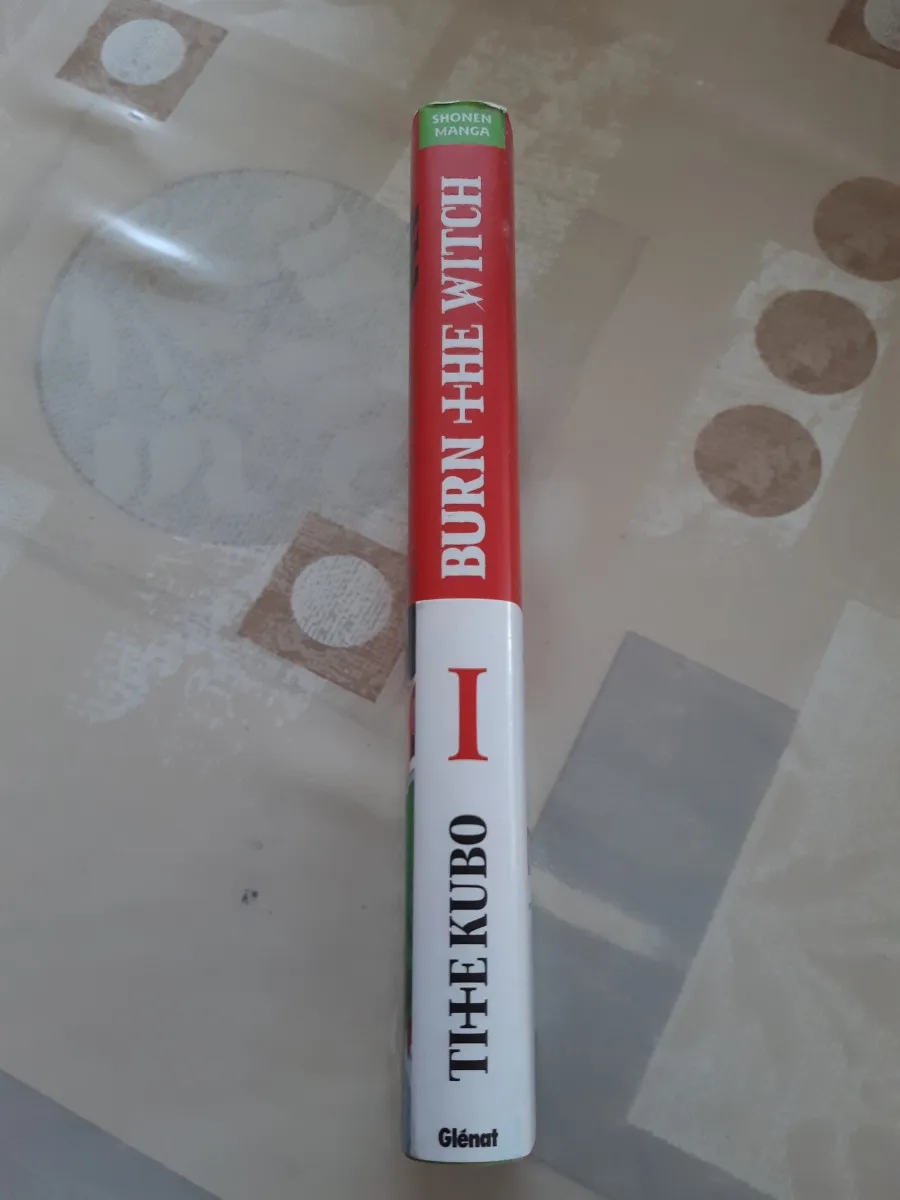 SHONEN
MANGA
BURN THE WITCH
I
TITE KUBO
Glénat